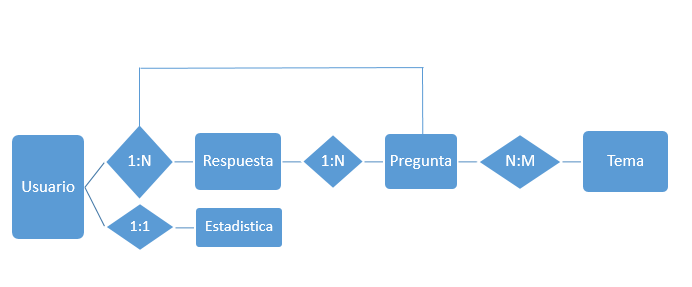 Usuario
1:N
Respuesta
1:N
Pregunta
N:M
Tema
1:1
Estadistica